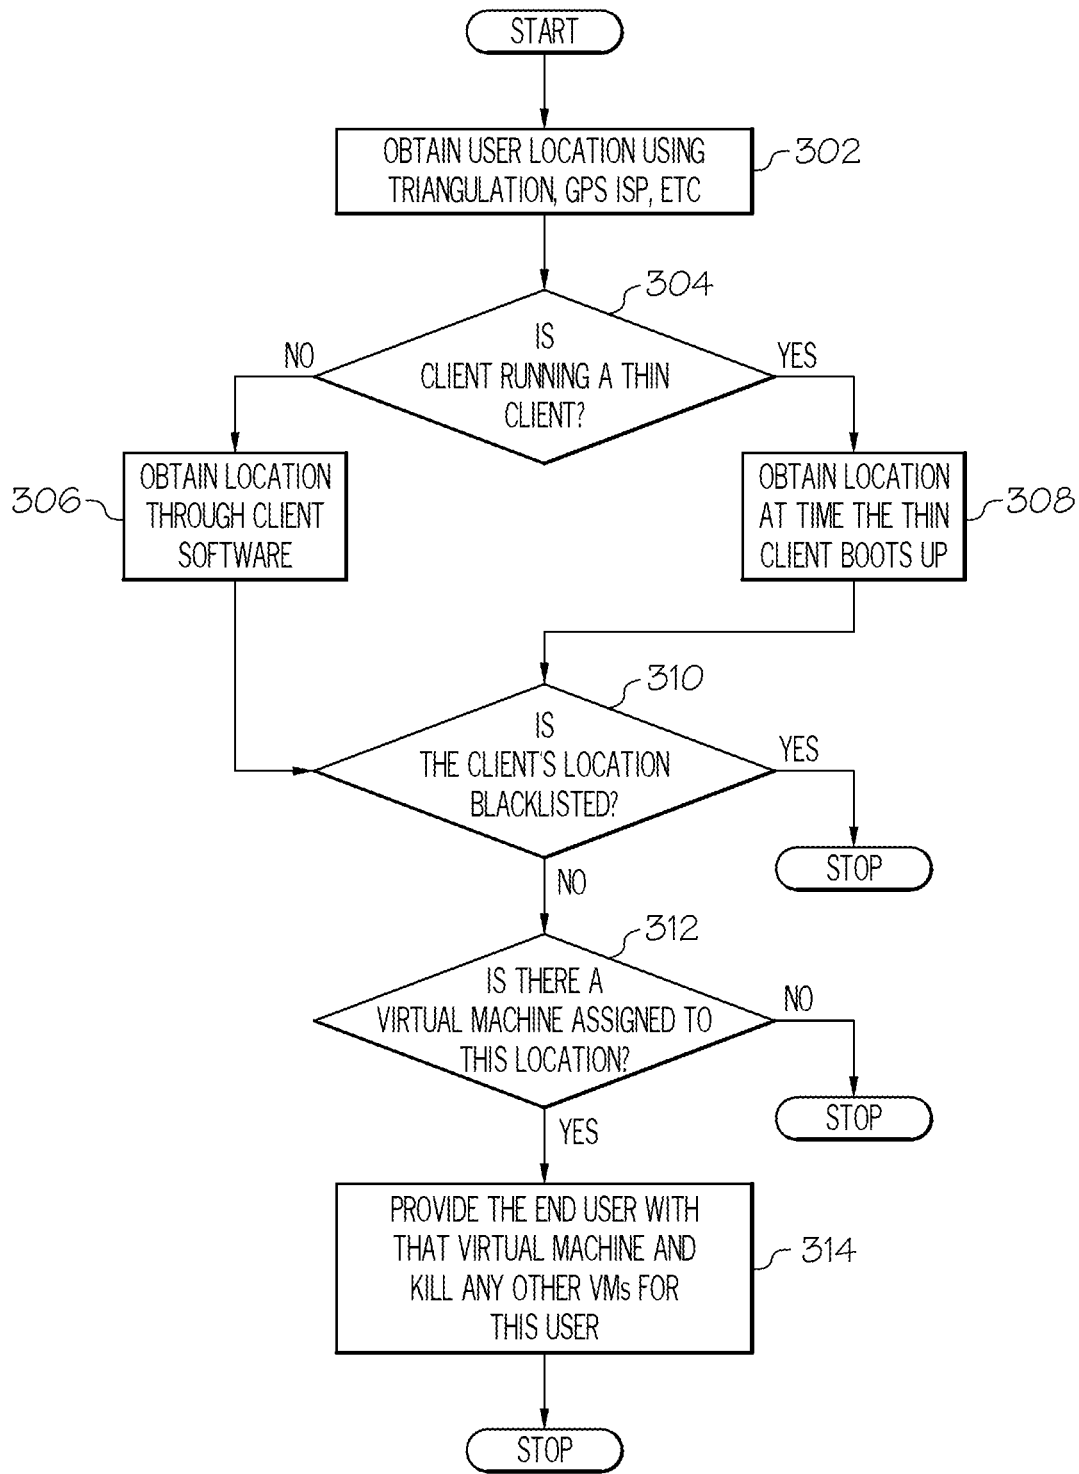 START
OBTAIN USER LOCATION USING
TRIANGULATION, GPS ISP, ETC
302
304
IS
CLIENT RUNNING A THIN
CLIENT?
NO
YES
OBTAIN LOCATION
THROUGH CLIENT
SOFTWARE
306
OBTAIN LOCATION
AT TIME THE THIN
CLIENT BOOTS UP
308
310
IS
THE CLIENT'S LOCATION
BLACKLISTED?
YES
STOP
NO
312
IS THERE A
VIRTUAL MACHINE ASSIGNED TO
THIS LOCATION?
NO
STOP
YES
PROVIDE THE END USER WITH
THAT VIRTUAL MACHINE AND
KILL ANY OTHER VMs FOR
THIS USER
314
STOP